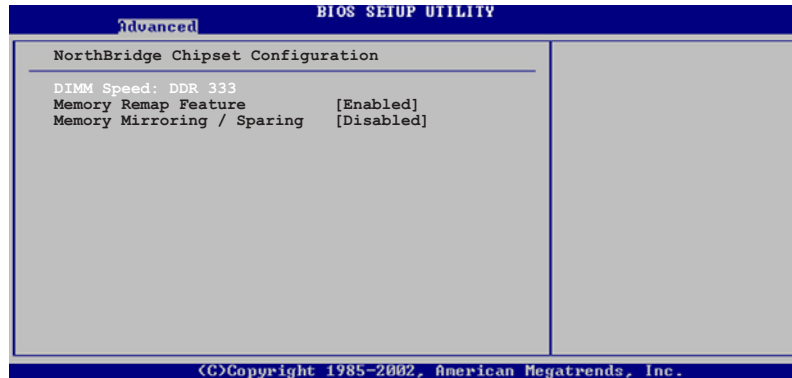 BIOS SETUP UTILITY
Advanced
NorthBridge Chipset Configuration
DIMM Speed: DDR 333
Memory Remap Feature [Enabled]
Memory Mirroring / Sparing [Disabled]
(C)Copyright 1985-2002, American Megatrends, Inc.